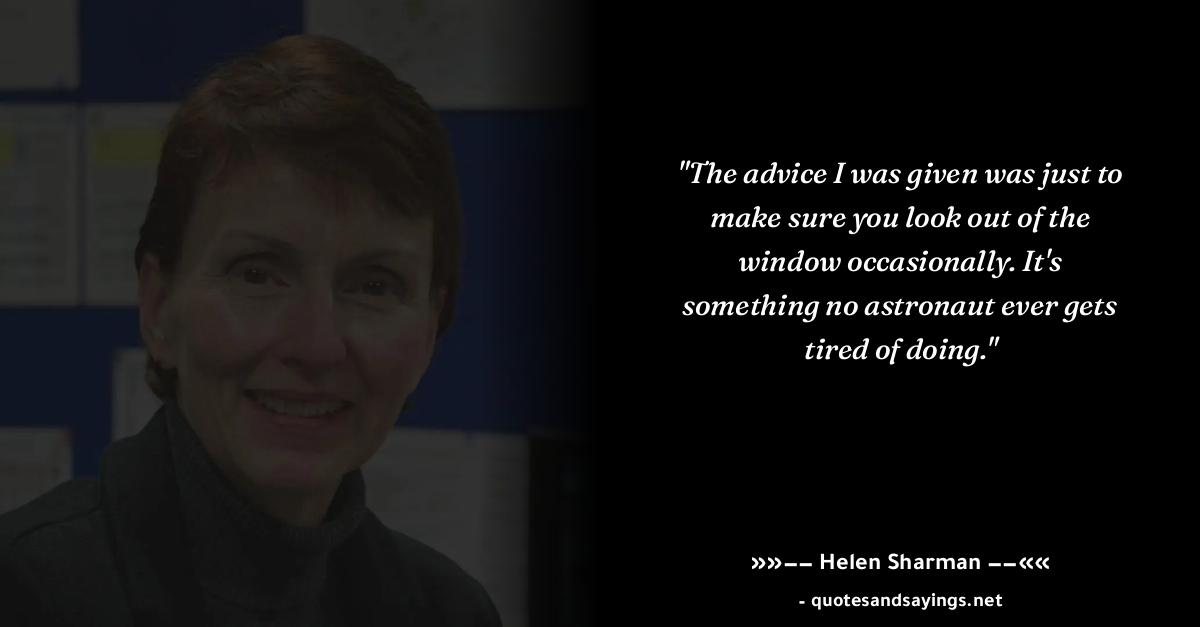 "The advice I was given was just to
make sure you look out of the
window occasionally. It's
something no astronaut ever gets
tired of doing."
»»–– Helen Sharman ––««
- quotesandsayings.net